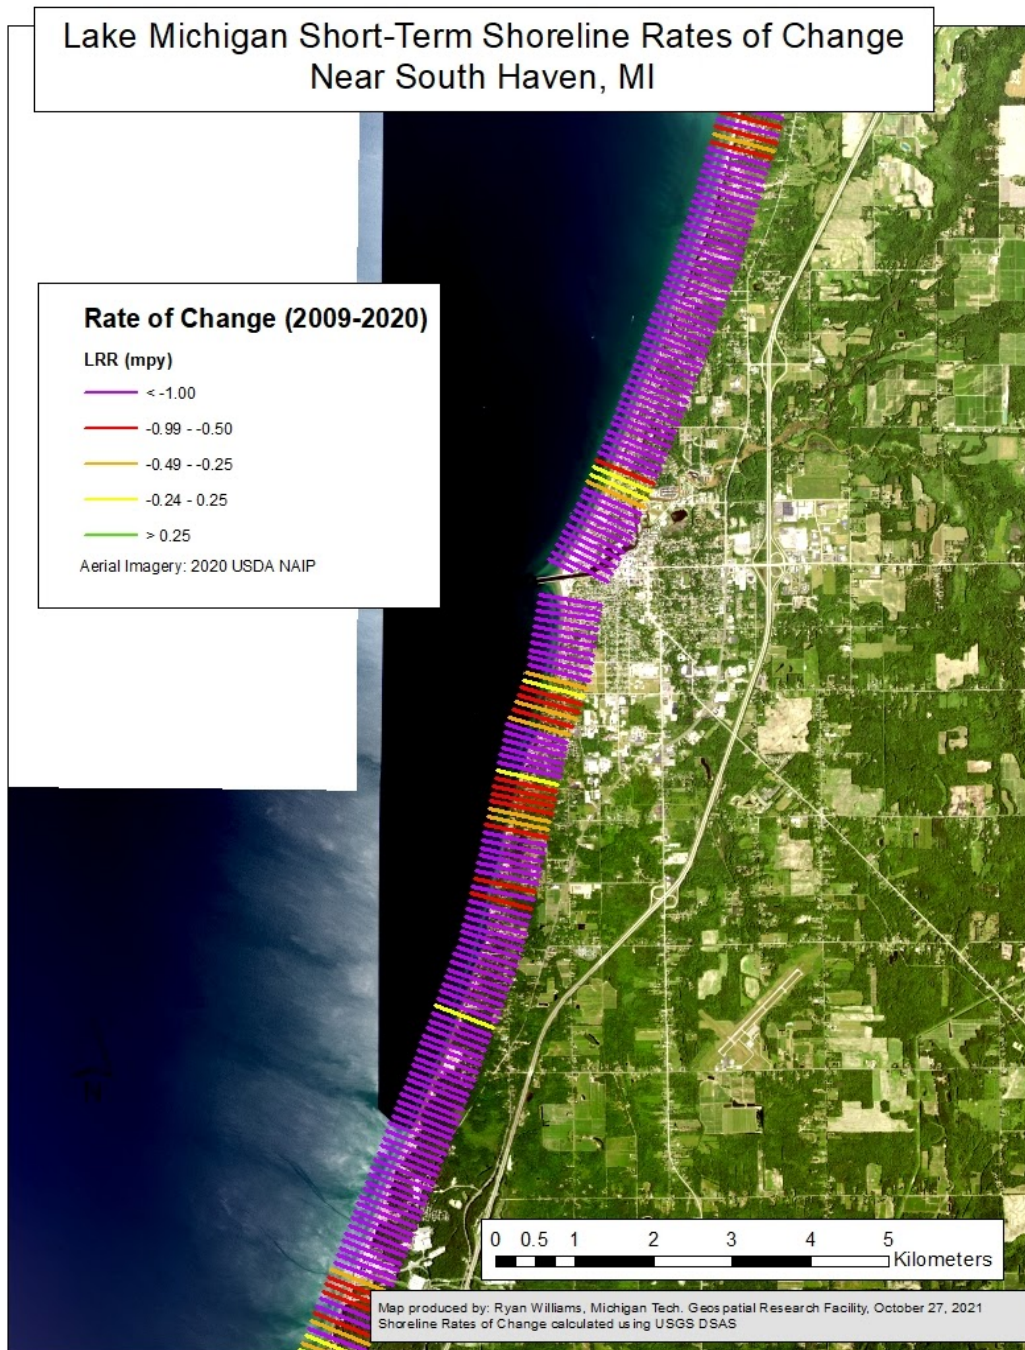 Lake Michigan Short-Term Shoreline Rates of Change
Near South Haven, MI
Rate of Change (2009-2020)
LRR (mpy)
< -1.00
-0.99 - -0.50
-0.49 - -0.25
-0.24 - 0.25
> 0.25
Aerial Imagery: 2020 USDA NAIP
0 0.5 1 2 3 4 5
Kilometers
Map produced by: Ryan Williams, Michigan Tech. Geospatial Research Facility, October 27, 2021
Shoreline Rates of Change calculated using USGS DSAS